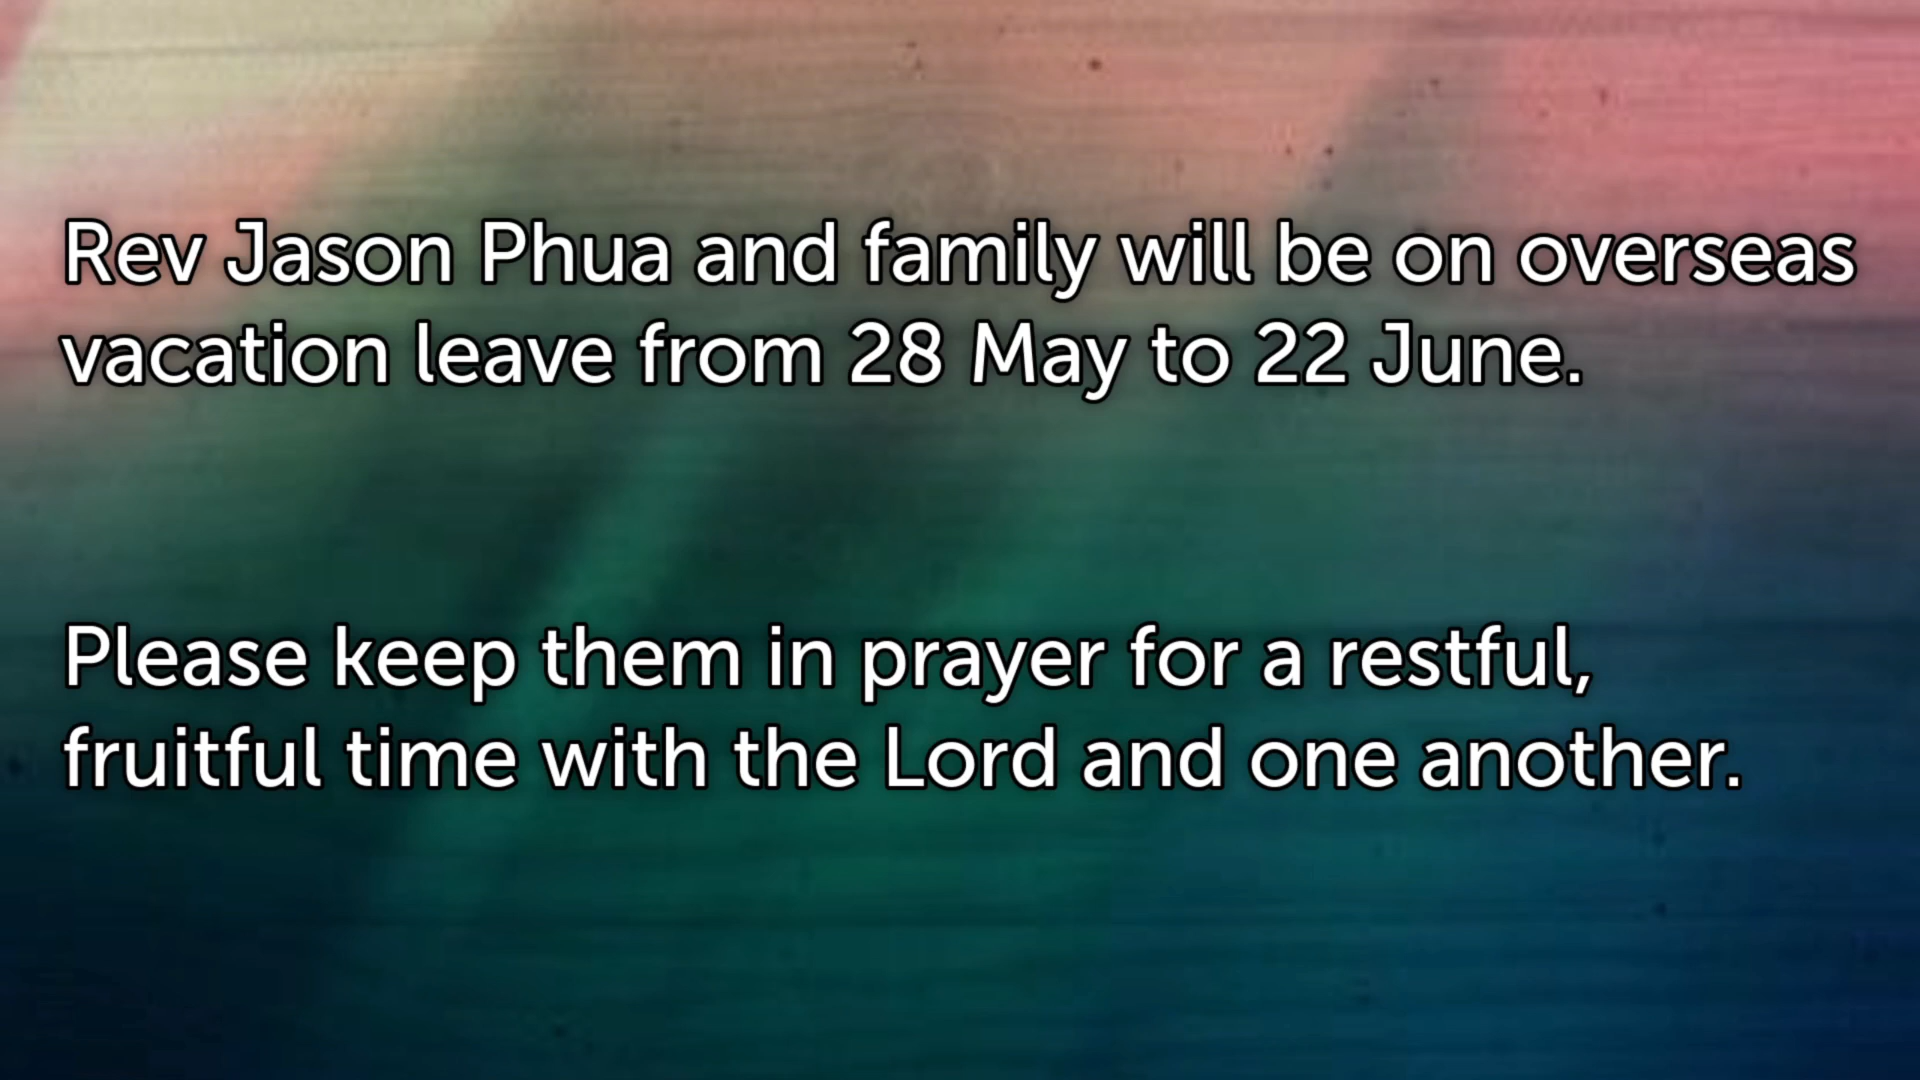 Rev Jason Phua and family will be on overseas
vacation leave from 28 May to 22 June.
Please keep them in prayer for a restful,
fruitful time with the Lord and one another.